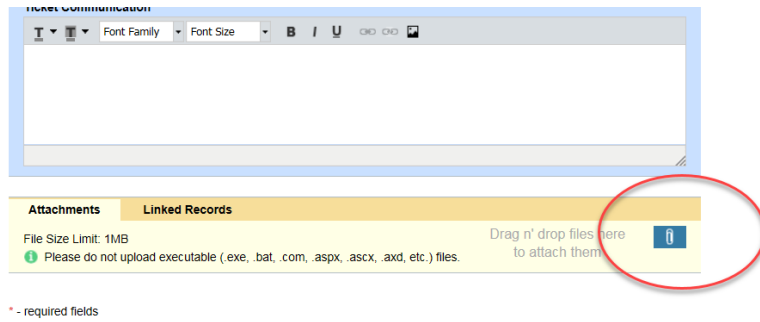 Ticket Communication
T T Font Family Font Size B I U
Attachments Linked Records
File Size Limit: 1MB
Please do not upload executable (.exe, .bat, .com, .aspx, .ascx, .axd, etc.) files.
Drag n' drop files here
to attach them
* - required fields